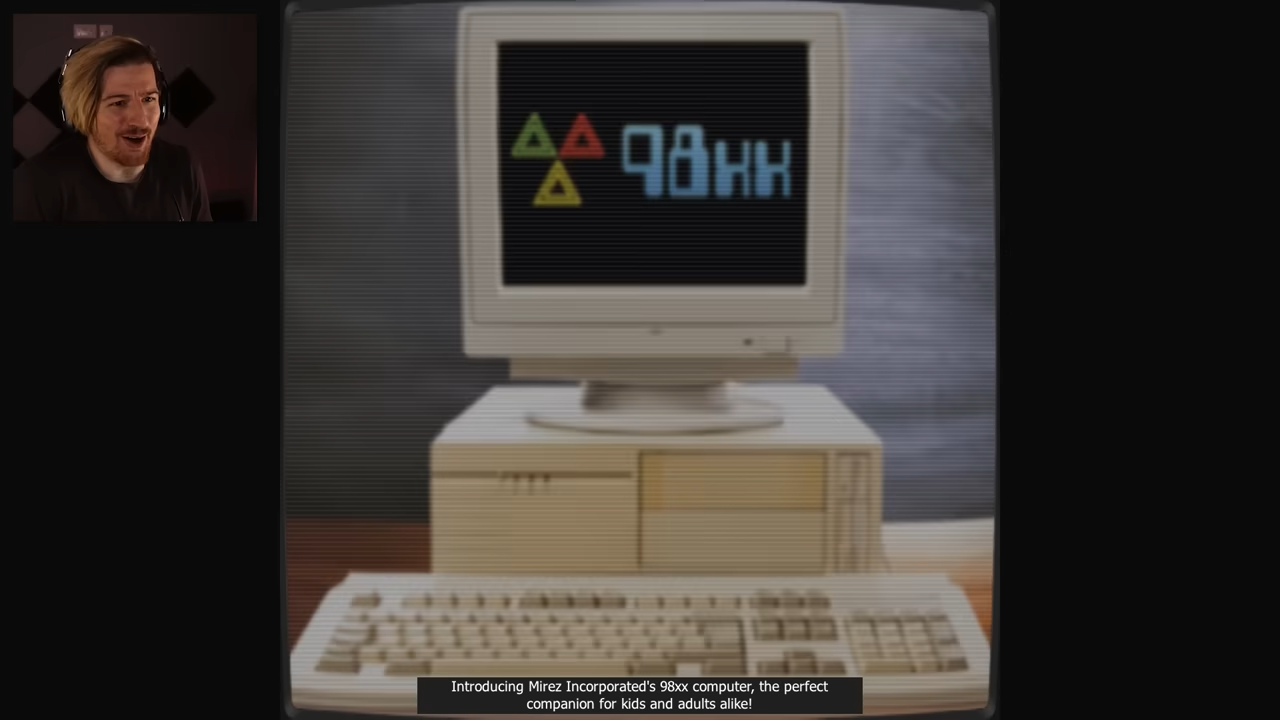 98xx
Introducing Mirez Incorporated's 98xx computer, the perfect
companion for kids and adults alike!